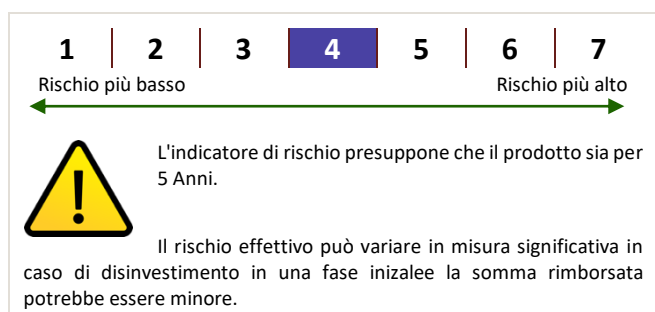 1 2 3 4 5 6 7
Rischio più basso Rischio più alto
L'indicatore di rischio presuppone che il prodotto sia per
5 Anni.
Il rischio effettivo può variare in misura significativa in
caso di disinvestimento in una fase inizalee la somma rimborsata
potrebbe essere minore.